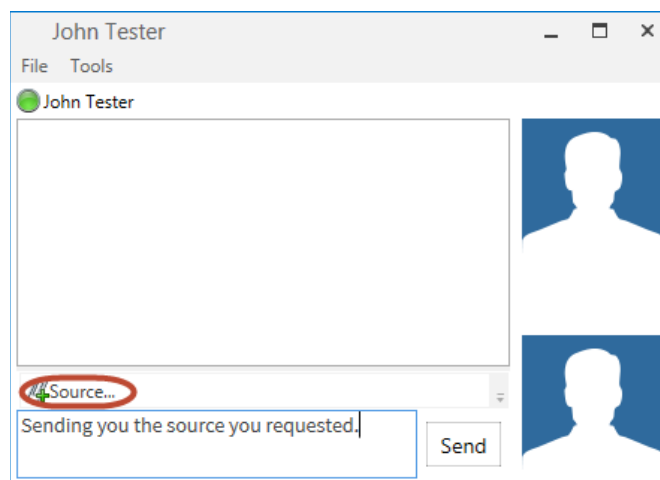 John Tester
File Tools
John Tester
Source...
Sending you the source you requested.
Send